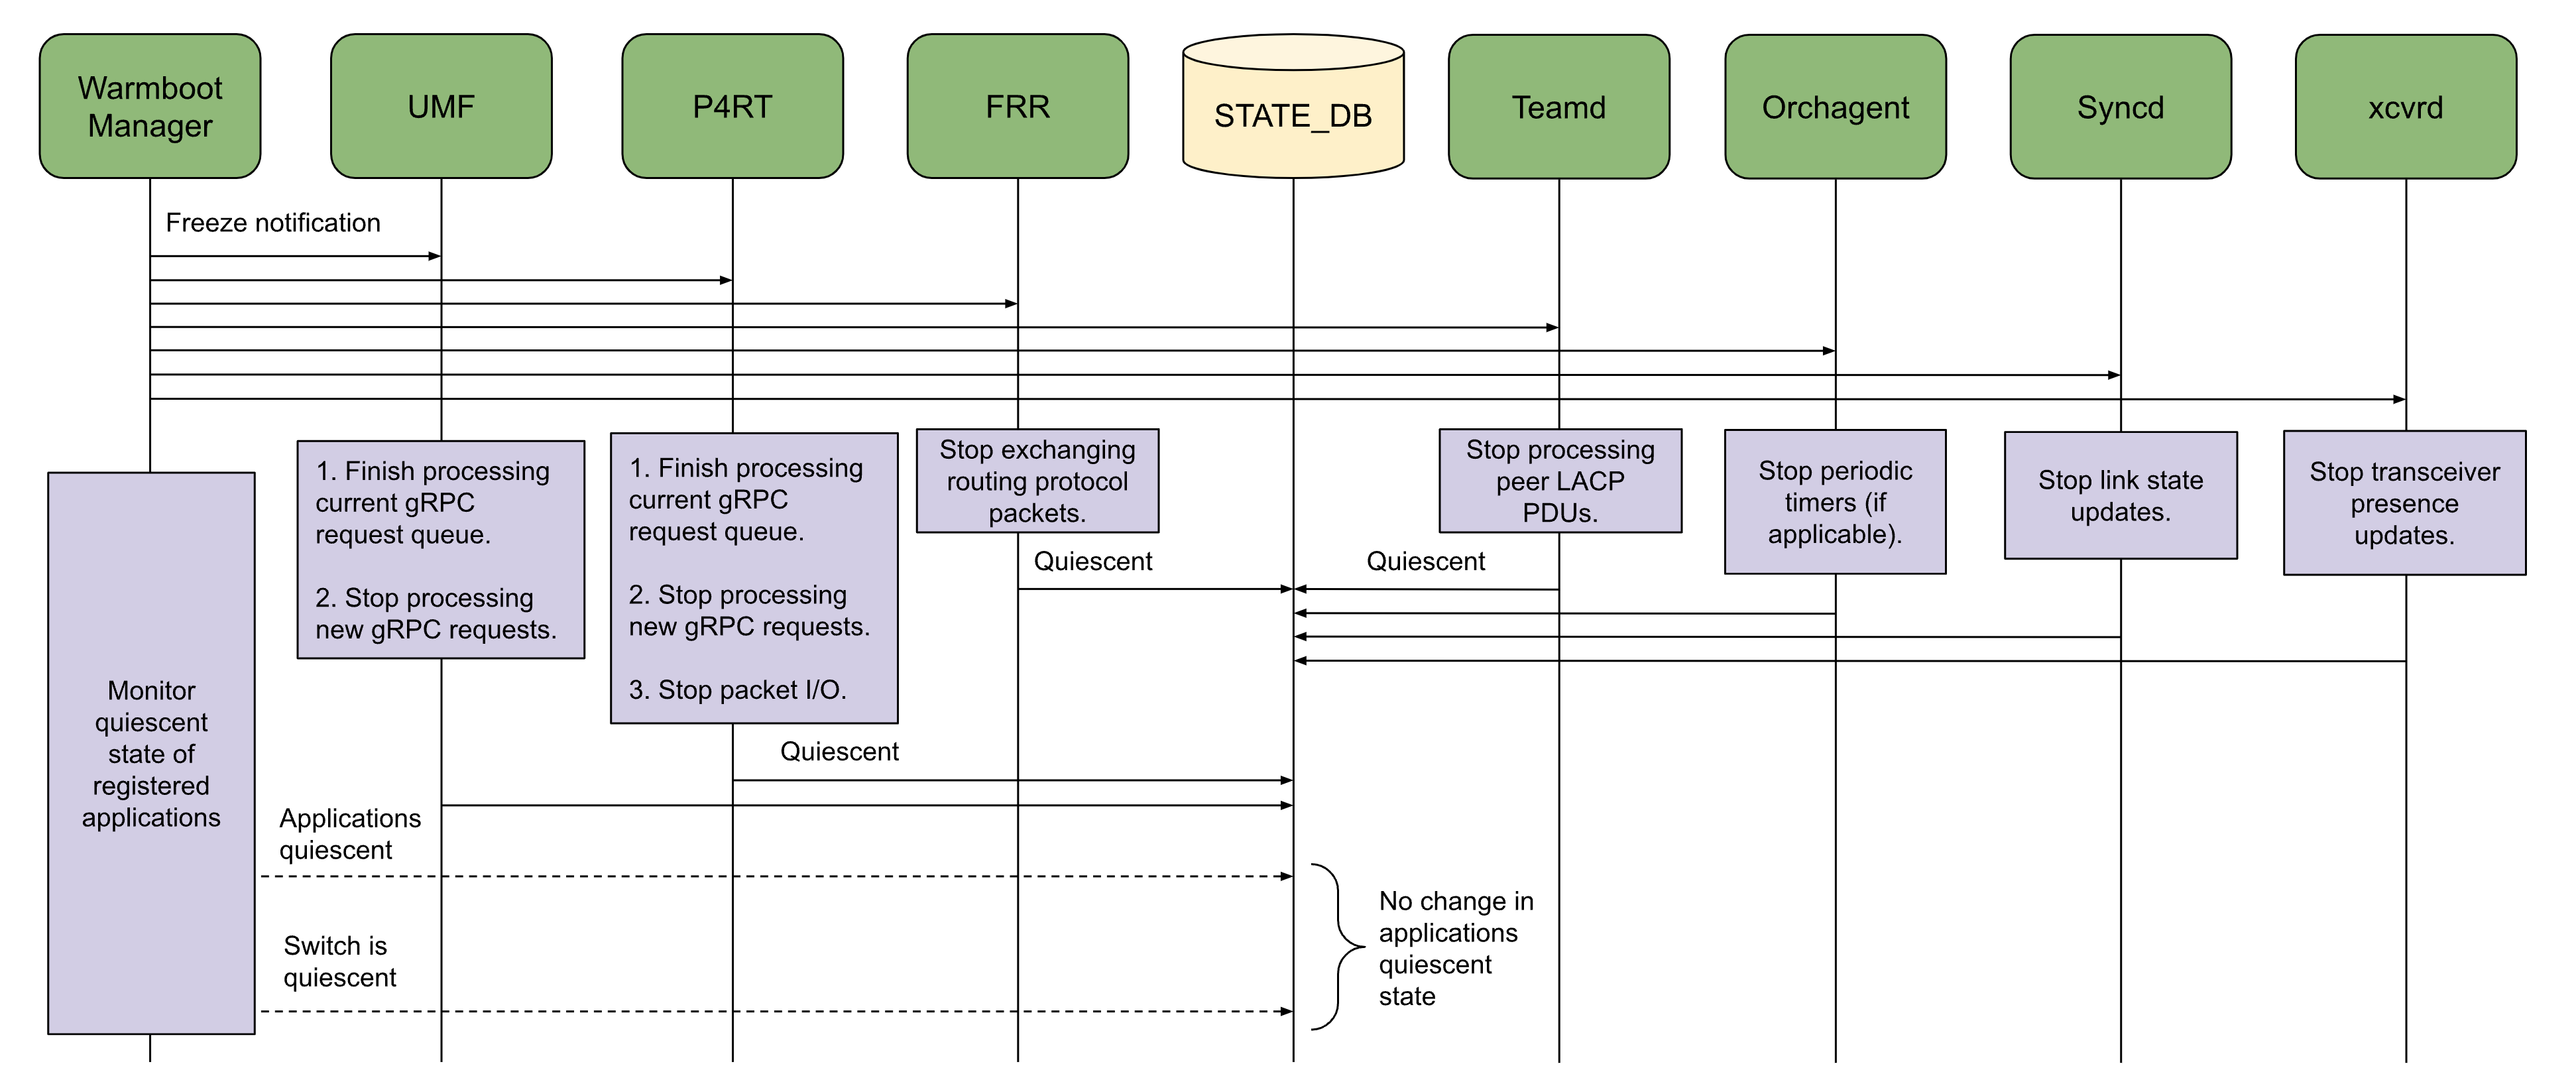 Warmboot
Manager
UMF
P4RT
FRR
STATE_DB
Teamd
Orchagent
Syncd
xcvrd
Freeze notification
Monitor
quiescent
state of
registered
applications
1. Finish processing
current gRPC
request queue.
2. Stop processing
new gRPC requests.
1. Finish processing
current gRPC
request queue.
2. Stop processing
new gRPC requests.
3. Stop packet I/O.
Stop exchanging
routing protocol
packets.
Stop processing
peer LACP
PDUs.
Stop periodic
timers (if
applicable).
Stop link state
updates.
Stop transceiver
presence
updates.
Quiescent
Quiescent
Quiescent
Applications
quiescent
Switch is
quiescent
No change in
applications
quiescent
state